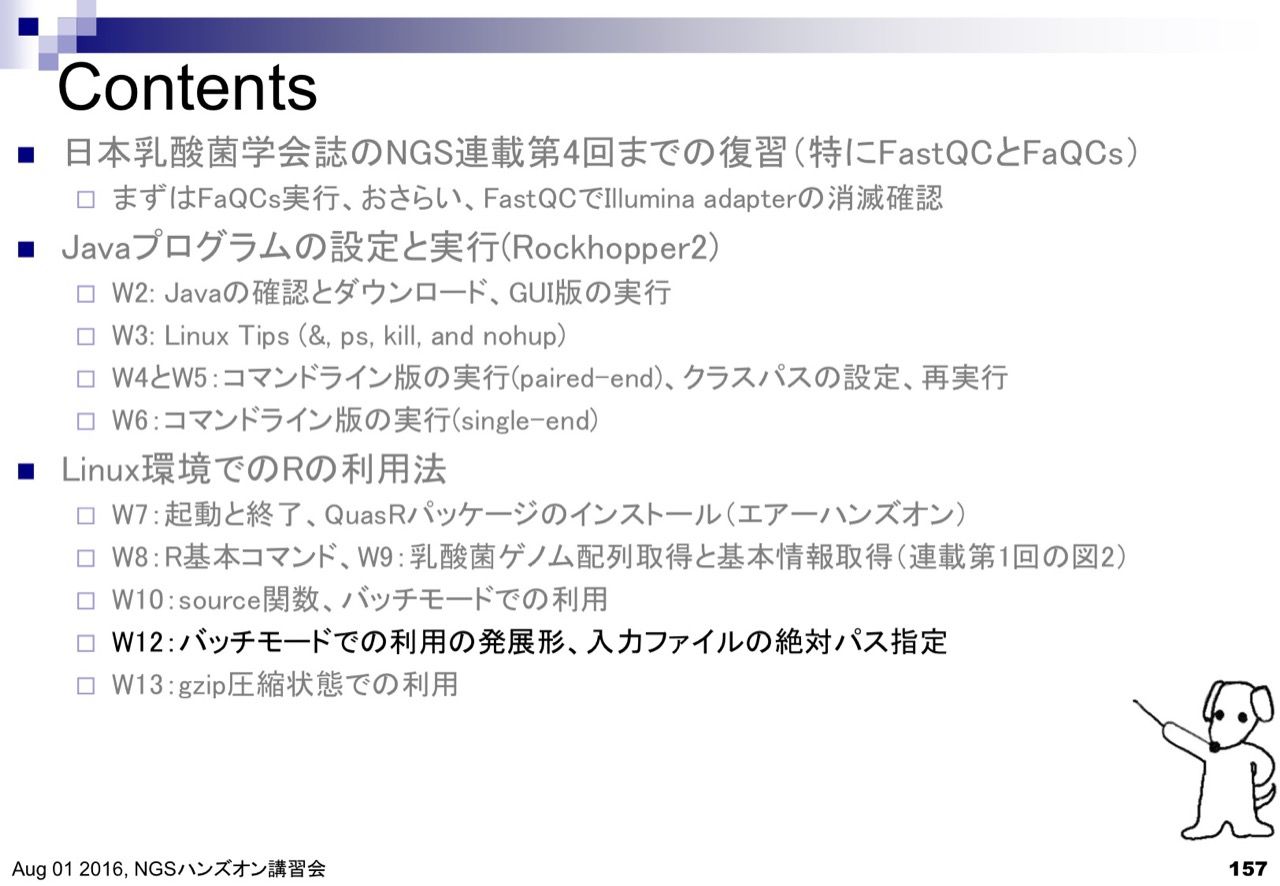 Contents
日本乳酸菌学会誌のNGS連載第4回までの復習（特にFastQCとFaQCs）
まずはFaQCs実行、おさらい、FastQCでIllumina adapterの消滅確認
Javaプログラムの設定と実行(Rockhopper2)
W2: Javaの確認とダウンロード、GUI版の実行
W3: Linux Tips (&, ps, kill, and nohup)
W4とW5：コマンドライン版の実行(paired-end)、クラスパスの設定、再実行
W6：コマンドライン版の実行(single-end)
Linux環境でのRの利用法
W7：起動と終了、QuasRパッケージのインストール（エアーハンズオン）
W8：R基本コマンド、W9：乳酸菌ゲノム配列取得と基本情報取得（連載第1回の図2）
W10：source関数、バッチモードでの利用
W12：バッチモードでの利用の発展形、入力ファイルの絶対パス指定
W13：gzip圧縮状態での利用
Aug 01 2016, NGSハンズオン講習会
157